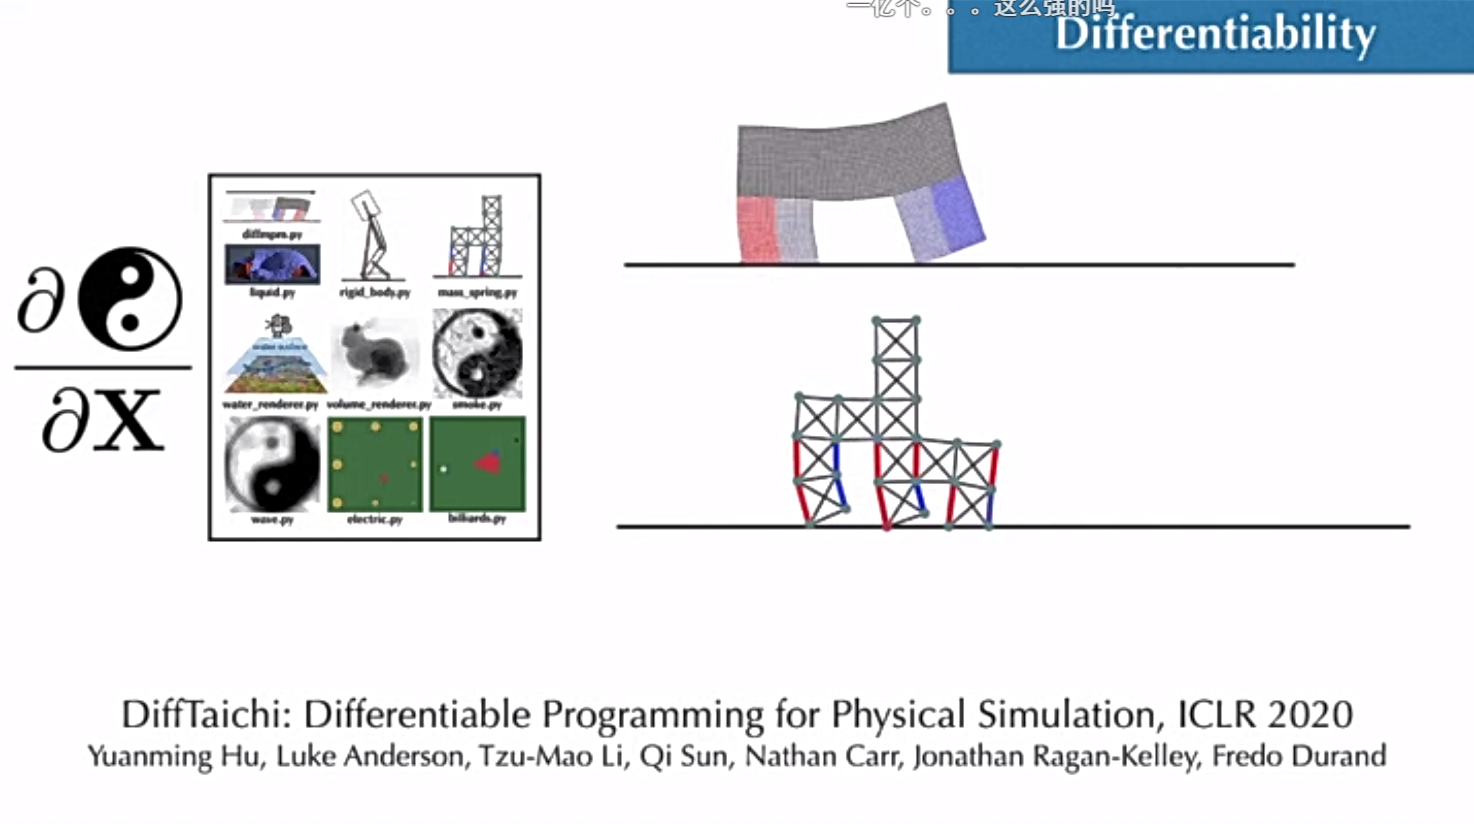 一亿个。。。这么强的吗
Differentiability
∂
∂X
diffmpm.py
liquid.py
rigid_body.py
mass_spring.py
water surface
water_renderer.py
volume_renderer.py
smoke.py
wave.py
electric.py
billiards.py
DiffTaichi: Differentiable Programming for Physical Simulation, ICLR 2020
Yuanming Hu, Luke Anderson, Tzu-Mao Li, Qi Sun, Nathan Carr, Jonathan Ragan-Kelley, Fredo Durand